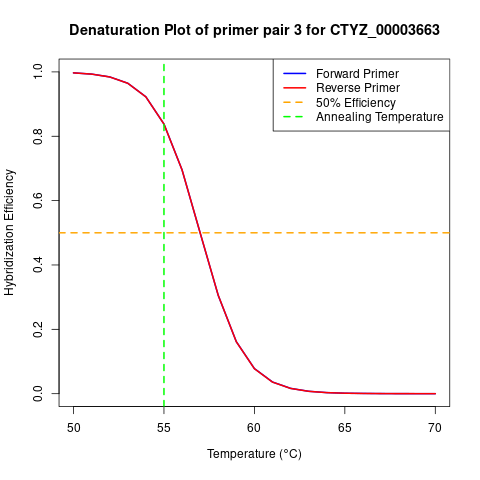 Denaturation Plot of primer pair 3 for CTYZ_00003663
Forward Primer
Reverse Primer
50% Efficiency
Annealing Temperature
Hybridization Efficiency
1.0
0.8
0.6
0.4
0.2
0.0
50 55 60 65 70
Temperature (°C)